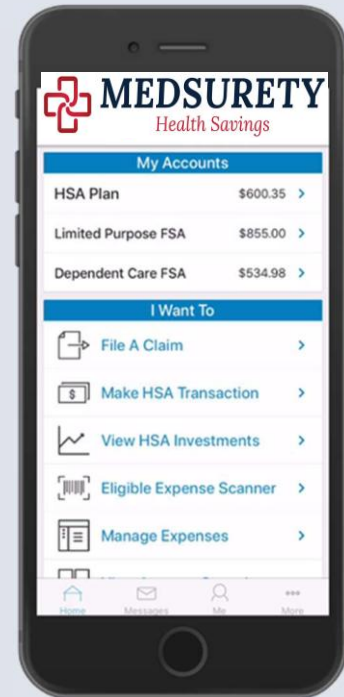 MEDSURETY
Health Savings
My Accounts
HSA Plan $600.35 >
Limited Purpose FSA $855.00 >
Dependent Care FSA $534.98 >
I Want To
File A Claim >
$ Make HSA Transaction >
View HSA Investments >
Eligible Expense Scanner >
Manage Expenses >
Home Messages Me More